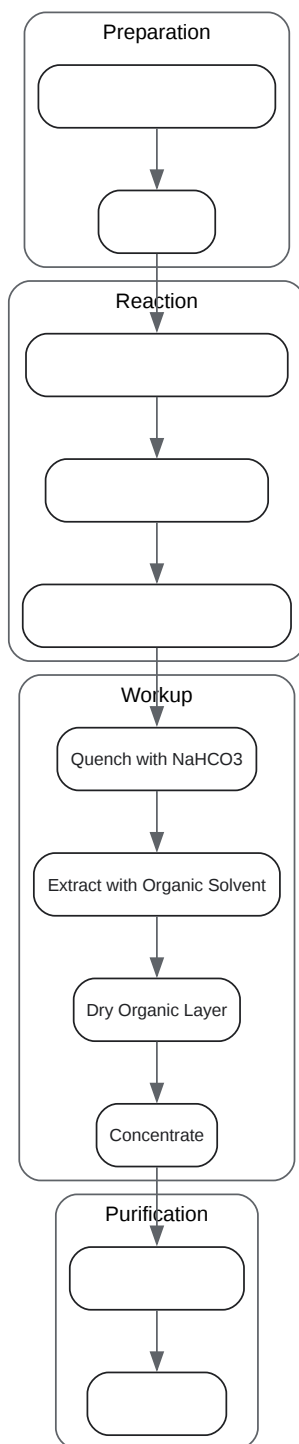 Preparation
Reaction
Workup
Quench with NaHCO3
Extract with Organic Solvent
Dry Organic Layer
Concentrate
Purification